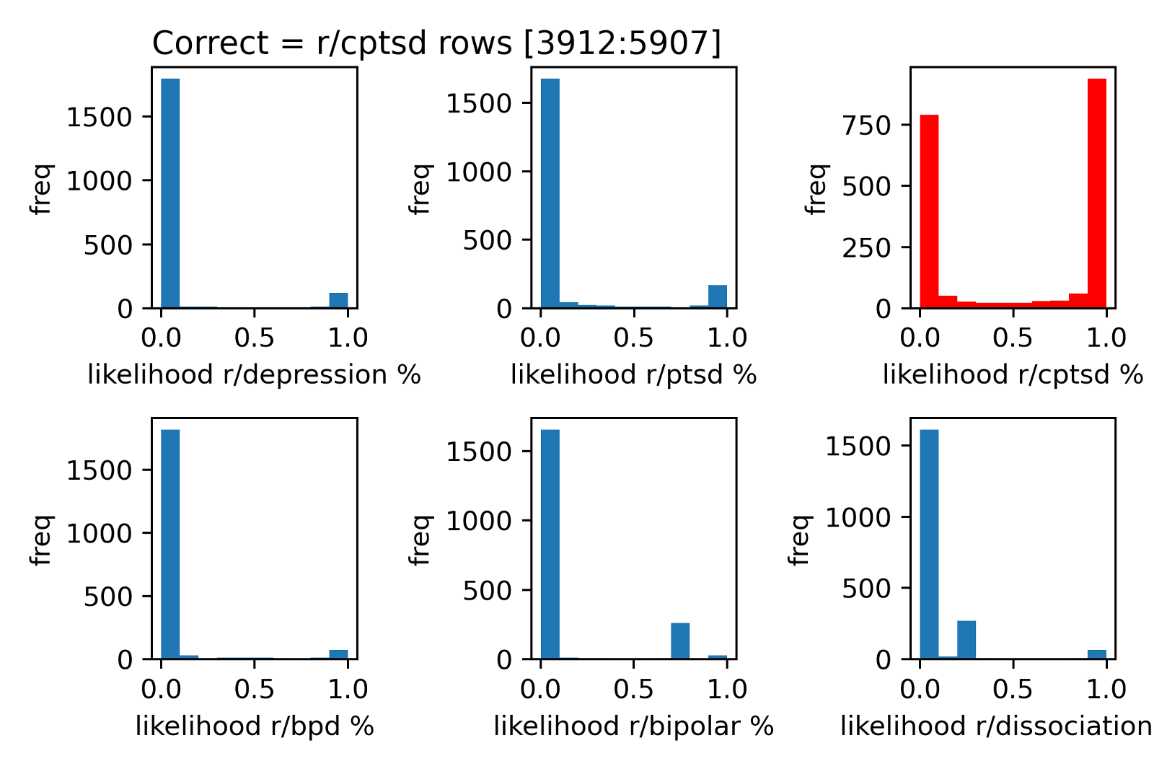 Correct = r/cptsd rows [3912:5907]
freq
1500
1000
500
0
0.0 0.5 1.0
likelihood r/depression %
freq
1500
1000
500
0
0.0 0.5 1.0
likelihood r/ptsd %
freq
750
500
250
0
0.0 0.5 1.0
likelihood r/cptsd %
freq
1500
1000
500
0
0.0 0.5 1.0
likelihood r/bpd %
freq
1500
1000
500
0
0.0 0.5 1.0
likelihood r/bipolar %
freq
1500
1000
500
0
0.0 0.5 1.0
likelihood r/dissociation